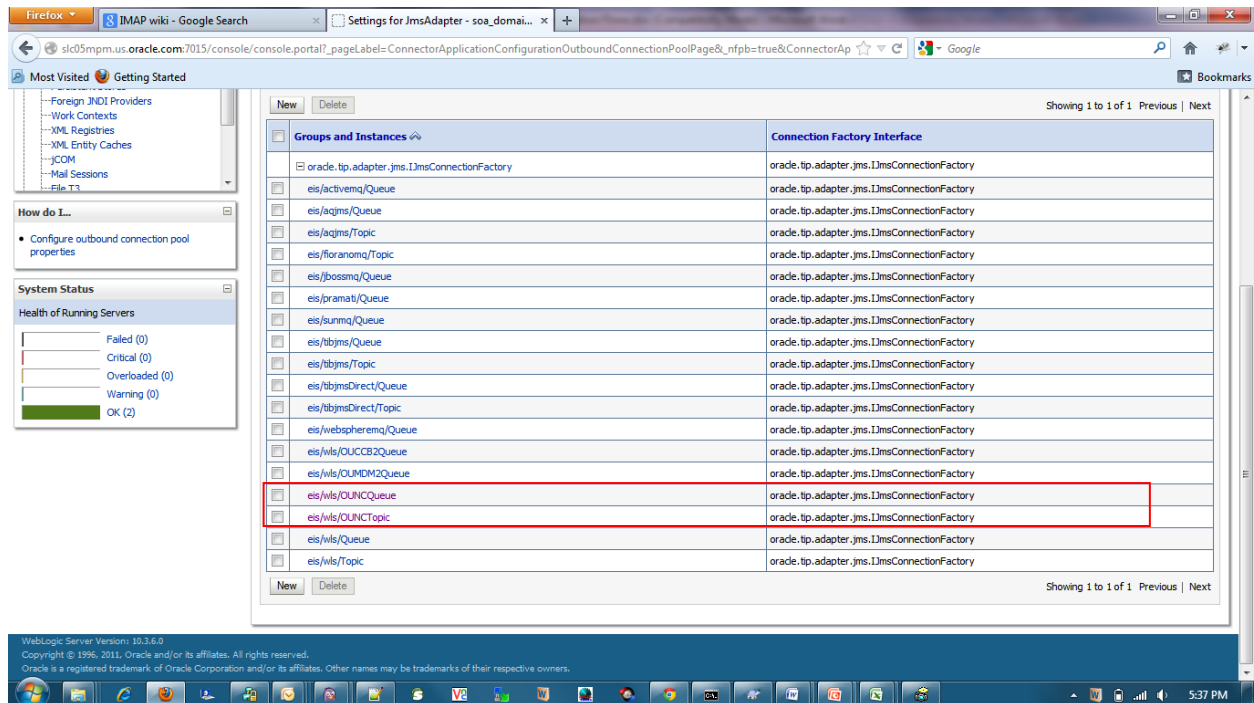 Firefox
IMAP wiki - Google Search
Settings for JmsAdapter - soa_domai...
slc05mpm.us.oracle.com:7015/console/console.portal?_pageLabel=ConnectorApplicationConfigurationOutboundConnectionPoolPage&_nfpb=true&ConnectorAp
Google
Most Visited
Getting Started
Bookmarks
Foreign JNDI Providers
Work Contexts
XML Registries
XML Entity Caches
jCOM
Mail Sessions
File T3
How do I...
Configure outbound connection pool
properties
System Status
Health of Running Servers
Failed (0)
Critical (0)
Overloaded (0)
Warning (0)
OK (2)
New Delete Showing 1 to 1 of 1 Previous | Next
Groups and Instances Connection Factory Interface
oracle.tip.adapter.jms.IJmsConnectionFactory oracle.tip.adapter.jms.IJmsConnectionFactory
eis/activemq/Queue oracle.tip.adapter.jms.IJmsConnectionFactory
eis/aqjms/Queue oracle.tip.adapter.jms.IJmsConnectionFactory
eis/aqjms/Topic oracle.tip.adapter.jms.IJmsConnectionFactory
eis/fioranomq/Topic oracle.tip.adapter.jms.IJmsConnectionFactory
eis/jbossmq/Queue oracle.tip.adapter.jms.IJmsConnectionFactory
eis/pramati/Queue oracle.tip.adapter.jms.IJmsConnectionFactory
eis/sunmq/Queue oracle.tip.adapter.jms.IJmsConnectionFactory
eis/tibjms/Queue oracle.tip.adapter.jms.IJmsConnectionFactory
eis/tibjms/Topic oracle.tip.adapter.jms.IJmsConnectionFactory
eis/tibjmsDirect/Queue oracle.tip.adapter.jms.IJmsConnectionFactory
eis/tibjmsDirect/Topic oracle.tip.adapter.jms.IJmsConnectionFactory
eis/webspheremq/Queue oracle.tip.adapter.jms.IJmsConnectionFactory
eis/wls/OUCCB2Queue oracle.tip.adapter.jms.IJmsConnectionFactory
eis/wls/OUMDM2Queue oracle.tip.adapter.jms.IJmsConnectionFactory
eis/wls/OUNCQueue oracle.tip.adapter.jms.IJmsConnectionFactory
eis/wls/OUNCTopic oracle.tip.adapter.jms.IJmsConnectionFactory
eis/wls/Queue oracle.tip.adapter.jms.IJmsConnectionFactory
eis/wls/Topic oracle.tip.adapter.jms.IJmsConnectionFactory
New Delete Showing 1 to 1 of 1 Previous | Next
WebLogic Server Version: 10.3.6.0
Copyright © 1996, 2011, Oracle and/or its affiliates. All rights reserved.
Oracle is a registered trademark of Oracle Corporation and/or its affiliates. Other names may be trademarks of their respective owners.
5:37 PM